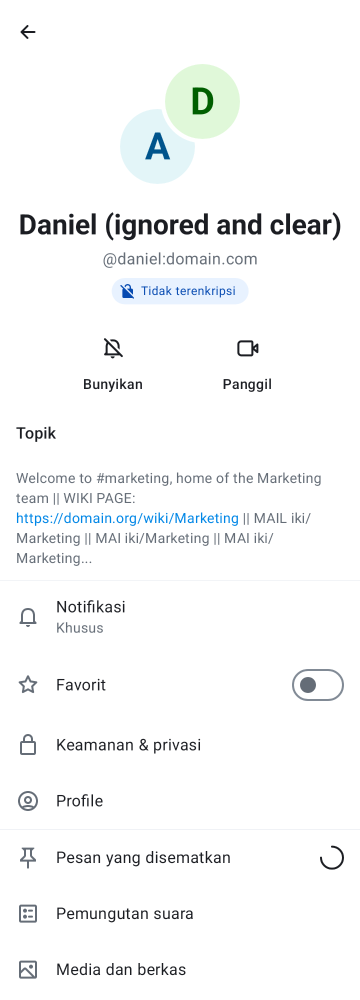 D
A
Daniel (ignored and clear)
@daniel:domain.com
Tidak terenkripsi
Bunyikan
Panggil
Topik
Welcome to #marketing, home of the Marketing
team || WIKI PAGE:
https://domain.org/wiki/Marketing || MAIL iki/
Marketing || MAI iki/Marketing || MAI iki/
Marketing...
Notifikasi
Khusus
Favorit
Keamanan & privasi
Profile
Pesan yang disematkan
Pemungutan suara
Media dan berkas